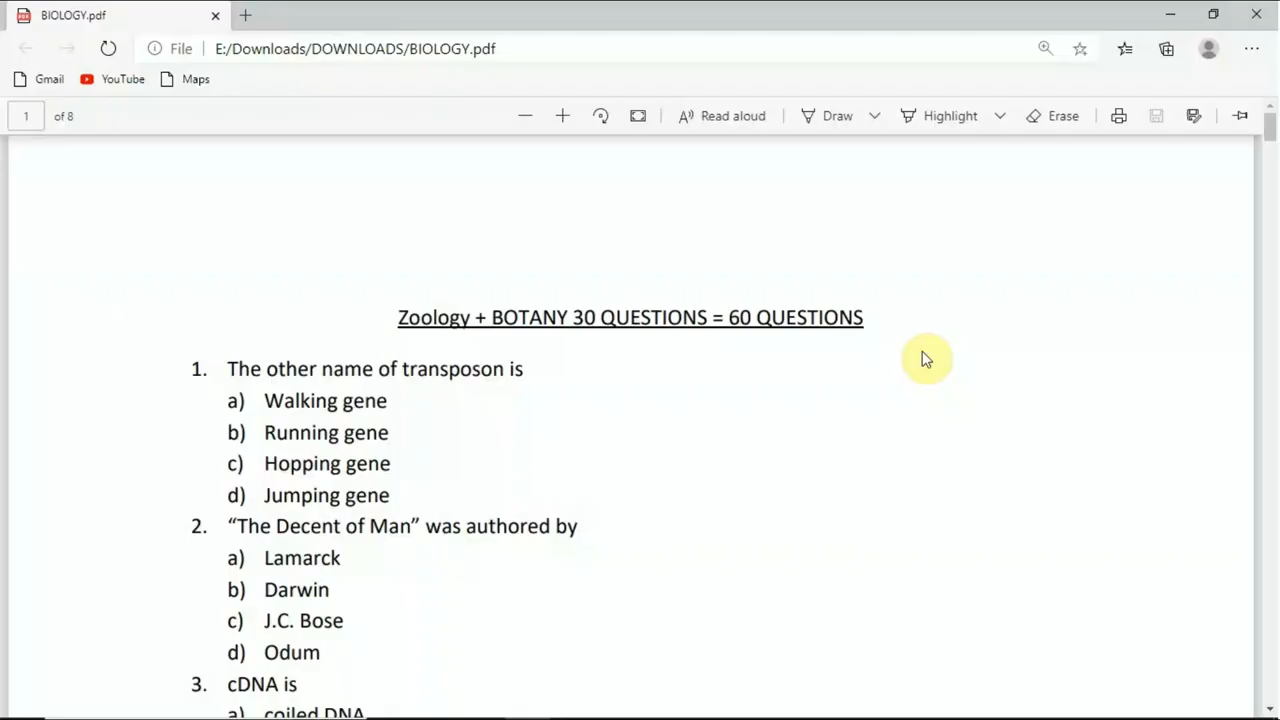 BIOLOGY.pdf
File E:/Downloads/DOWNLOADS/BIOLOGY.pdf
Gmail YouTube Maps
1 of 8 Read aloud Draw Highlight Erase
Zoology + BOTANY 30 QUESTIONS = 60 QUESTIONS
1. The other name of transposon is
a) Walking gene
b) Running gene
c) Hopping gene
d) Jumping gene
2. “The Decent of Man” was authored by
a) Lamarck
b) Darwin
c) J.C. Bose
d) Odum
3. cDNA is
a) coiled DNA